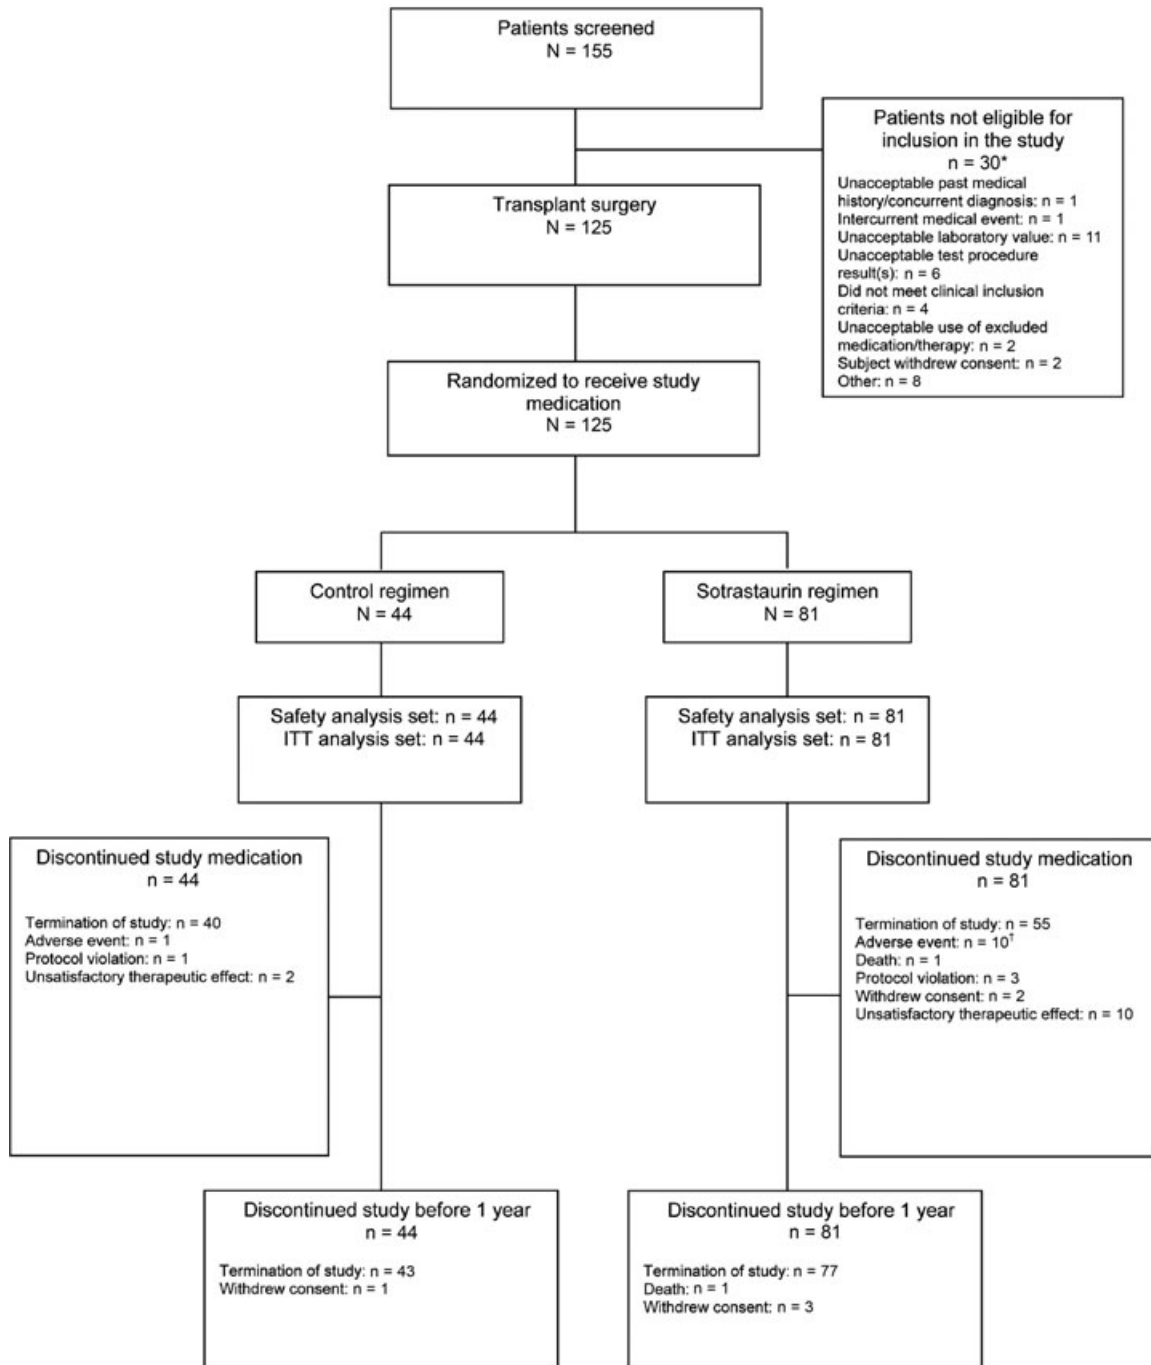 Patients screened
N = 155
Patients not eligible for
inclusion in the study
n = 30*
Unacceptable past medical
history/concurrent diagnosis: n = 1
Intercurrent medical event: n = 1
Unacceptable laboratory value: n = 11
Unacceptable test procedure
result(s): n = 6
Did not meet clinical inclusion
criteria: n = 4
Unacceptable use of excluded
medication/therapy: n = 2
Subject withdrew consent: n = 2
Other: n = 8
Transplant surgery
N = 125
Randomized to receive study
medication
N = 125
Control regimen
N = 44
Sotrastaurin regimen
N = 81
Safety analysis set: n = 44
ITT analysis set: n = 44
Safety analysis set: n = 81
ITT analysis set: n = 81
Discontinued study medication
n = 44
Termination of study: n = 40
Adverse event: n = 1
Protocol violation: n = 1
Unsatisfactory therapeutic effect: n = 2
Discontinued study medication
n = 81
Termination of study: n = 55
Adverse event: n = 10†
Death: n = 1
Protocol violation: n = 3
Withdrew consent: n = 2
Unsatisfactory therapeutic effect: n = 10
Discontinued study before 1 year
n = 44
Termination of study: n = 43
Withdrew consent: n = 1
Discontinued study before 1 year
n = 81
Termination of study: n = 77
Death: n = 1
Withdrew consent: n = 3